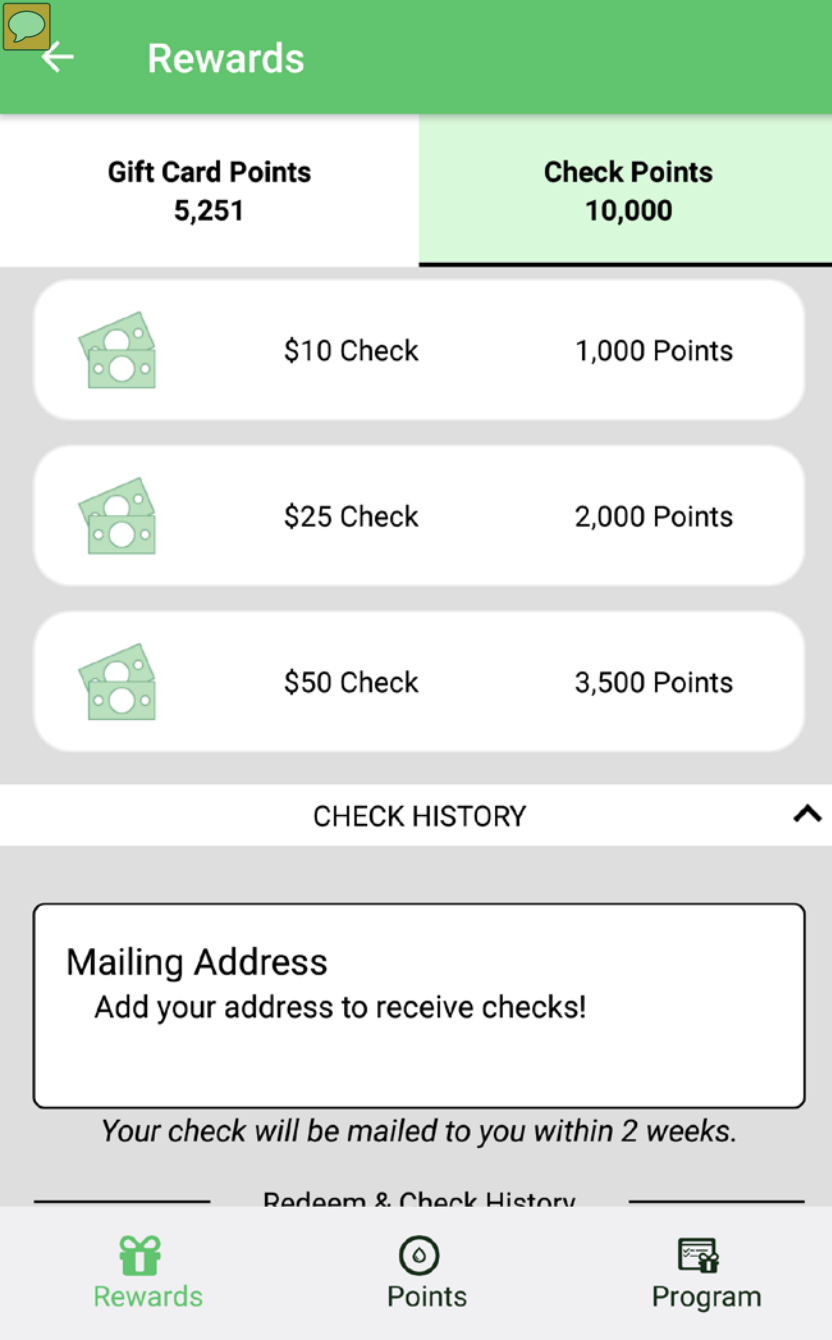 Rewards
Gift Card Points
5,251
Check Points
10,000
$10 Check 1,000 Points
$25 Check 2,000 Points
$50 Check 3,500 Points
CHECK HISTORY
Mailing Address
Add your address to receive checks!
Your check will be mailed to you within 2 weeks.
Redeem & Check History
Rewards Points Program